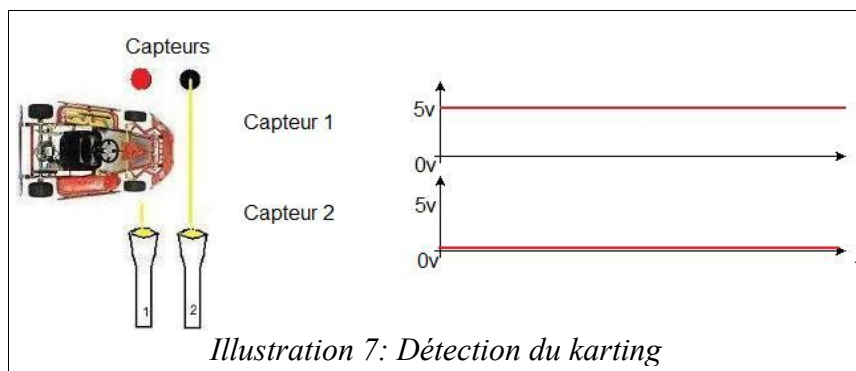 Capteurs
Capteur 1
5v
0v
Capteur 2
5v
0v
1
2
Illustration 7: Détection du karting